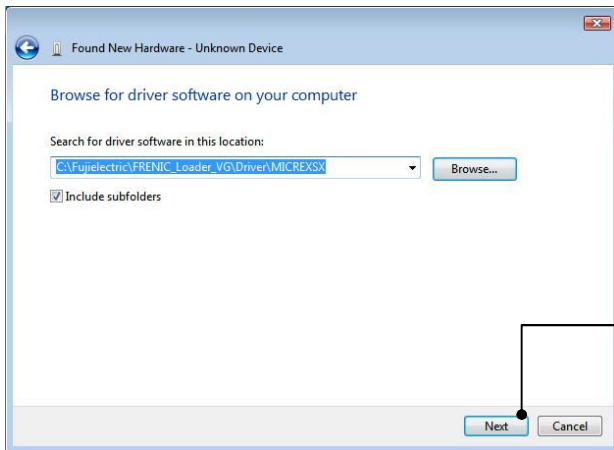 Found New Hardware - Unknown Device
Browse for driver software on your computer
Search for driver software in this location:
C:\Fujielectric\FRENIC_Loader_VG\Driver\MICREXSX
Browse...
Include subfolders
Next
Cancel